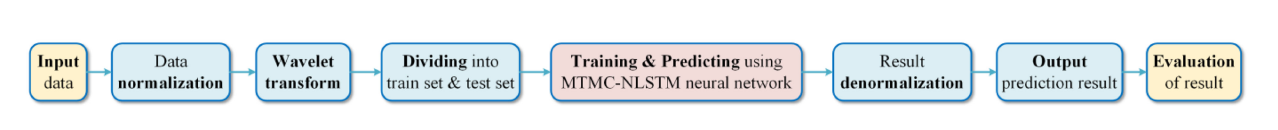 Input
data
Data
normalization
Wavelet
transform
Dividing into
train set & test set
Training & Predicting using
MTMC-NLSTM neural network
Result
denormalization
Output
prediction result
Evaluation
of result